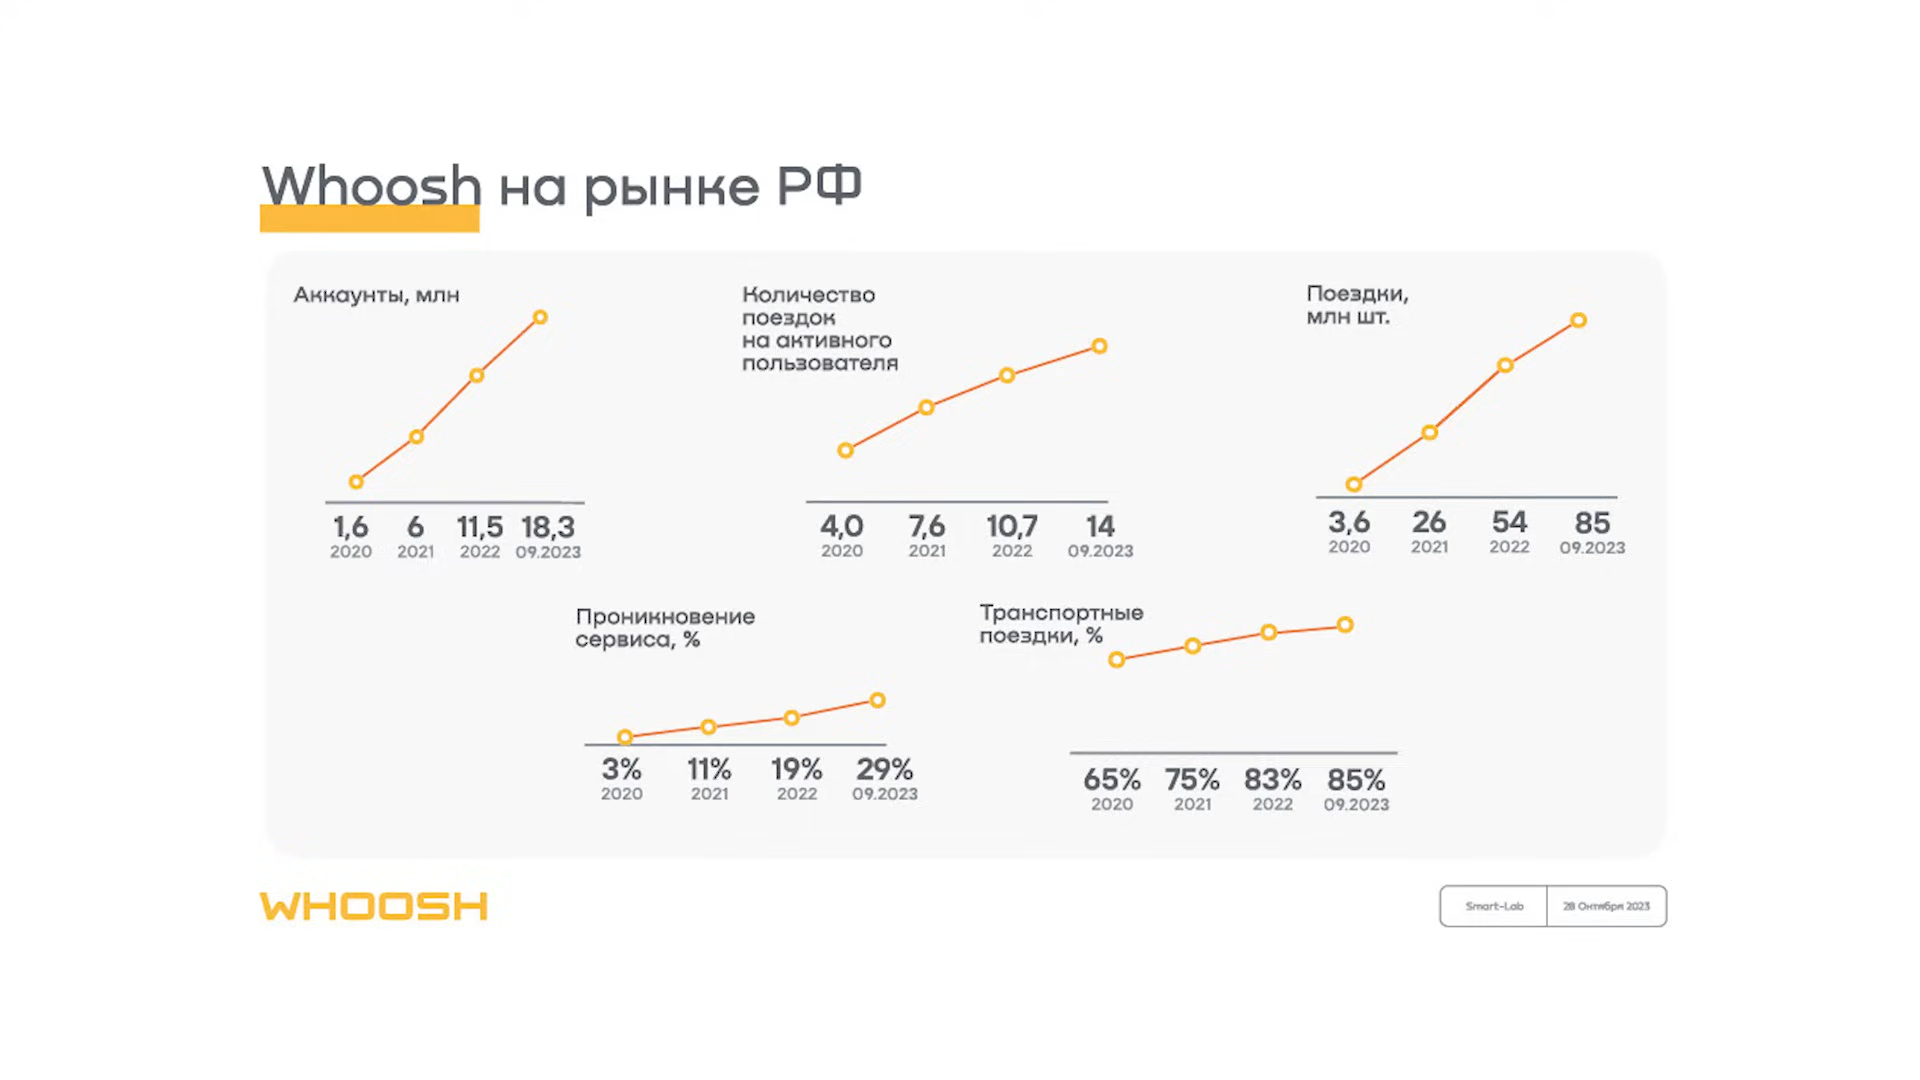 Whoosh на рынке РФ
Аккаунты, млн
1,6 6 11,5 18,3
2020 2021 2022 09.2023
Количество
поездок
на активного
пользователя
4,0 7,6 10,7 14
2020 2021 2022 09.2023
Поездки,
млн шт.
3,6 26 54 85
2020 2021 2022 09.2023
Проникновение
сервиса, %
3% 11% 19% 29%
2020 2021 2022 09.2023
Транспортные
поездки, %
65% 75% 83% 85%
2020 2021 2022 09.2023
WHOOSH
Smart-Lab 28 Октября 2023